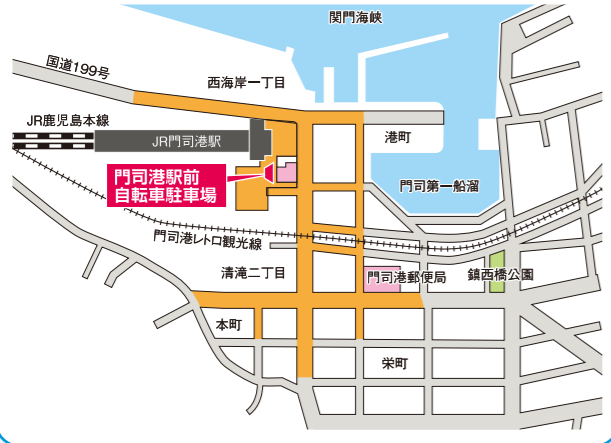 関門海峡
国道199号
西海岸一丁目
JR鹿児島本線
JR門司港駅
港町
門司港駅前
自転車駐車場
門司第一船溜
門司港レトロ観光線
清滝二丁目
門司港郵便局
鎮西橋公園
本町
栄町